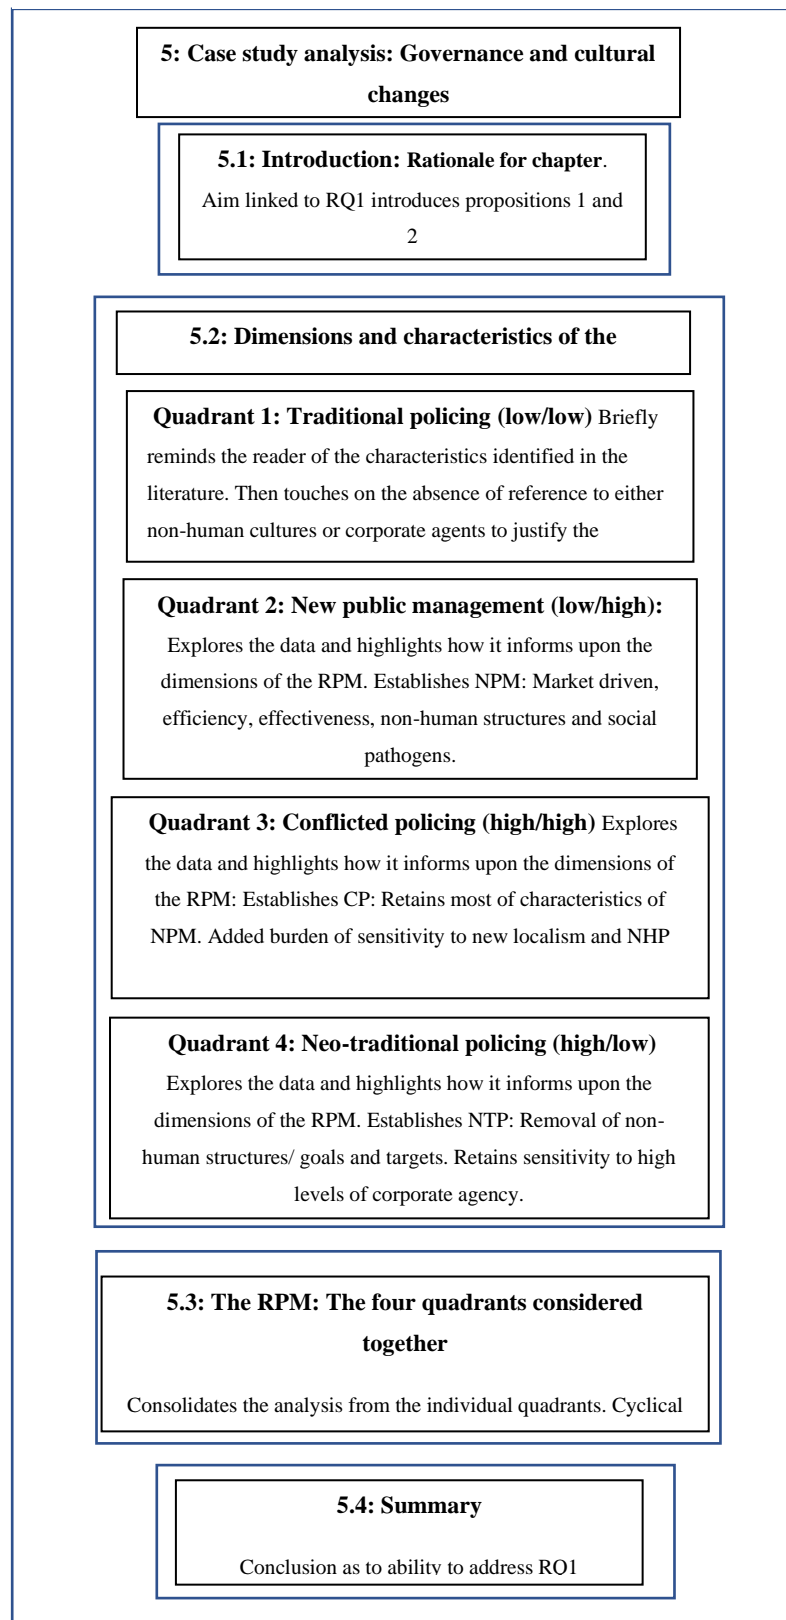 5: Case study analysis: Governance and cultural
changes
5.1: Introduction: Rationale for chapter.
Aim linked to RQ1 introduces propositions 1 and
2
5.2: Dimensions and characteristics of the
Quadrant 1: Traditional policing (low/low) Briefly
reminds the reader of the characteristics identified in the
literature. Then touches on the absence of reference to either
non-human cultures or corporate agents to justify the
Quadrant 2: New public management (low/high):
Explores the data and highlights how it informs upon the
dimensions of the RPM. Establishes NPM: Market driven,
efficiency, effectiveness, non-human structures and social
pathogens.
Quadrant 3: Conflicted policing (high/high) Explores
the data and highlights how it informs upon the dimensions of
the RPM: Establishes CP: Retains most of characteristics of
NPM. Added burden of sensitivity to new localism and NHP
Quadrant 4: Neo-traditional policing (high/low)
Explores the data and highlights how it informs upon the
dimensions of the RPM. Establishes NTP: Removal of non-
human structures/ goals and targets. Retains sensitivity to high
levels of corporate agency.
5.3: The RPM: The four quadrants considered
together
Consolidates the analysis from the individual quadrants. Cyclical
5.4: Summary
Conclusion as to ability to address RQ1